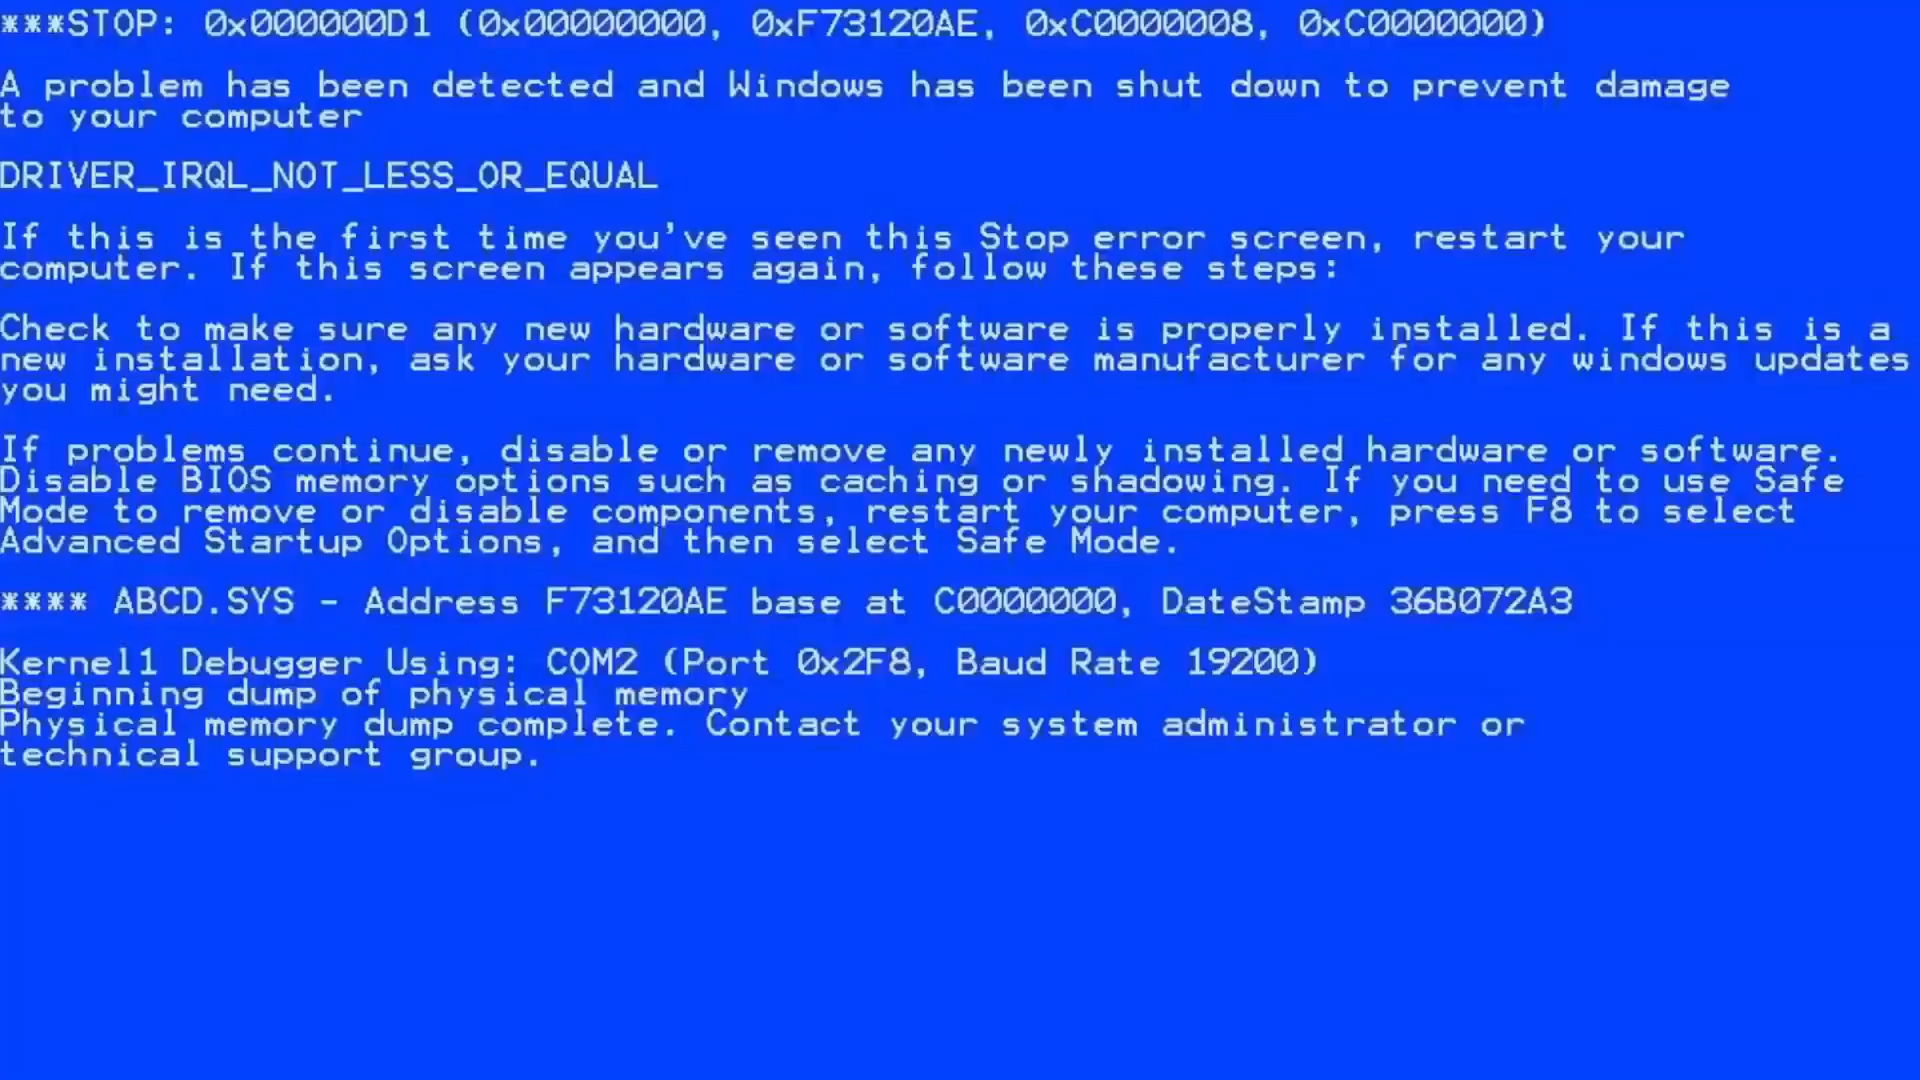 ***STOP: 0x000000D1 (0x00000000, 0xF73120AE, 0xC0000008, 0xC0000000)
A problem has been detected and Windows has been shut down to prevent damage
to your computer
DRIVER_IRQL_NOT_LESS_OR_EQUAL
If this is the first time you've seen this Stop error screen, restart your
computer. If this screen appears again, follow these steps:
Check to make sure any new hardware or software is properly installed. If this is a
new installation, ask your hardware or software manufacturer for any windows updates
you might need.
If problems continue, disable or remove any newly installed hardware or software.
Disable BIOS memory options such as caching or shadowing. If you need to use Safe
Mode to remove or disable components, restart your computer, press F8 to select
Advanced Startup Options, and then select Safe Mode.
**** ABCD.SYS - Address F73120AE base at C0000000, DateStamp 36B072A3
Kernel1 Debugger Using: COM2 (Port 0x2F8, Baud Rate 19200)
Beginning dump of physical memory
Physical memory dump complete. Contact your system administrator or
technical support group.